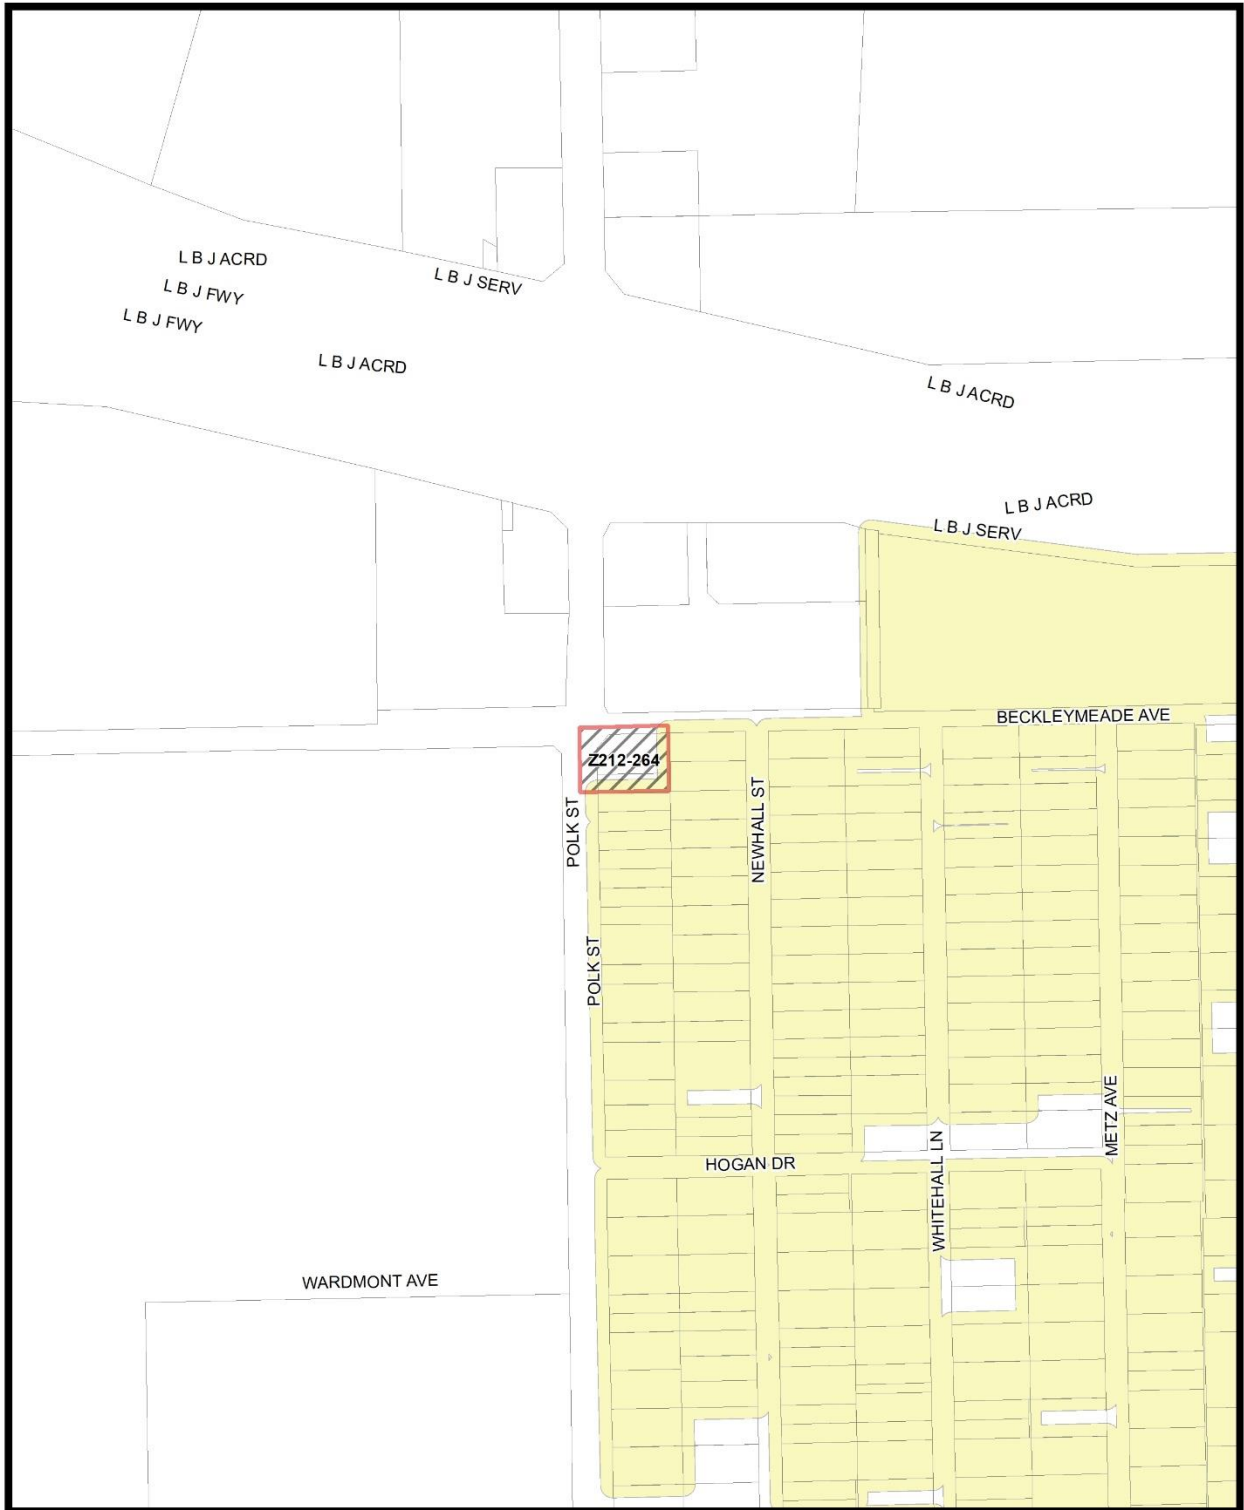 L B J ACRD
L B J SERV
L B J FWY
L B J FWY
L B J ACRD
L B J ACRD
L B J ACRD
L B J SERV
BECKLEYMEADE AVE
Z212-264
POLK ST
NEWHALL ST
POLK ST
METZ AVE
HOGAN DR
WHITEHALL LN
WARDMONT AVE